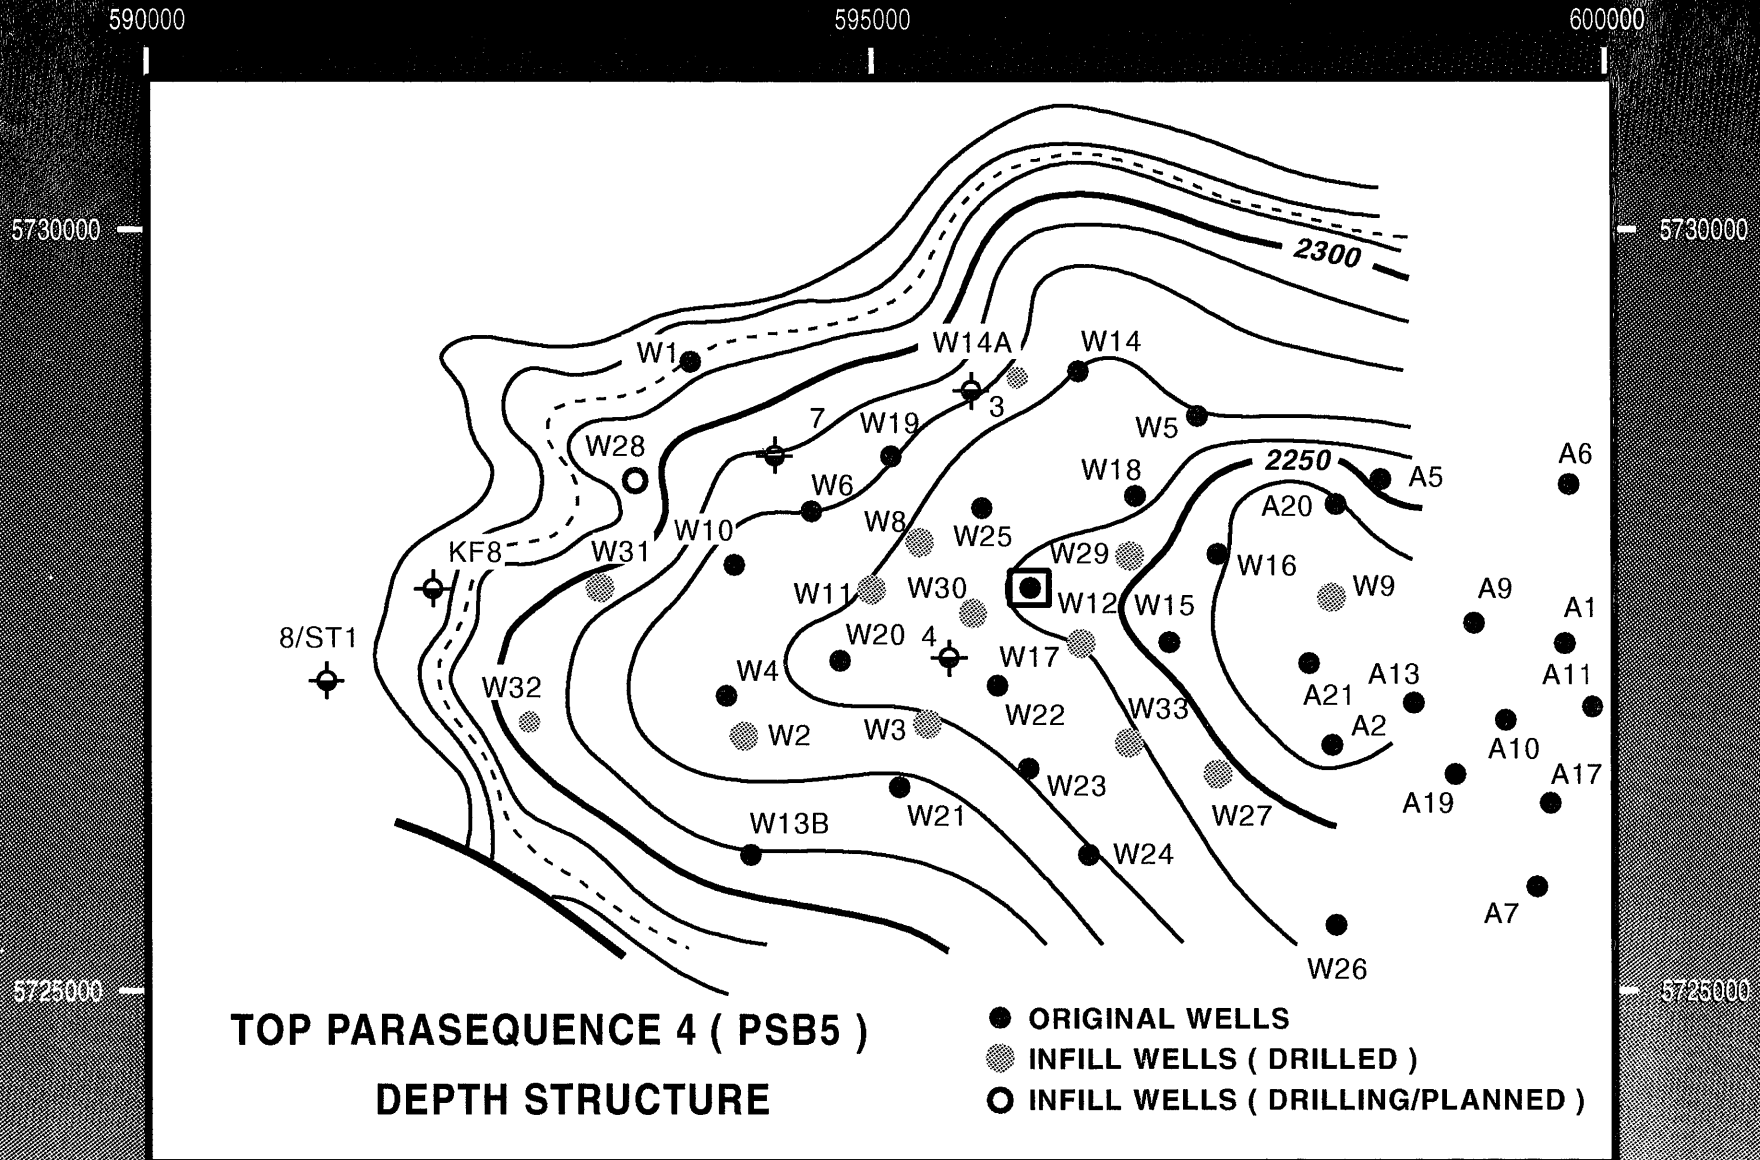 590000 595000 600000
5730000 5730000
2300
W1 W14A W14
7 W19 3 W5
W28 W18 2250 A5 A6
W6 A20
W10 W8 W25
KF8 W31 W29 W16
W11 W30 W12 W15 W9 A9 A1
8/ST1 W20 4 W17
W32 W4 A21 A13 A11
W2 W3 W22 W33 A2
A10
W23 A19 A17
W13B W21 W27
W24
A7
W26
5725000 5725000
TOP PARASEQUENCE 4 ( PSB5 )
DEPTH STRUCTURE
ORIGINAL WELLS
INFILL WELLS ( DRILLED )
INFILL WELLS ( DRILLING/PLANNED )